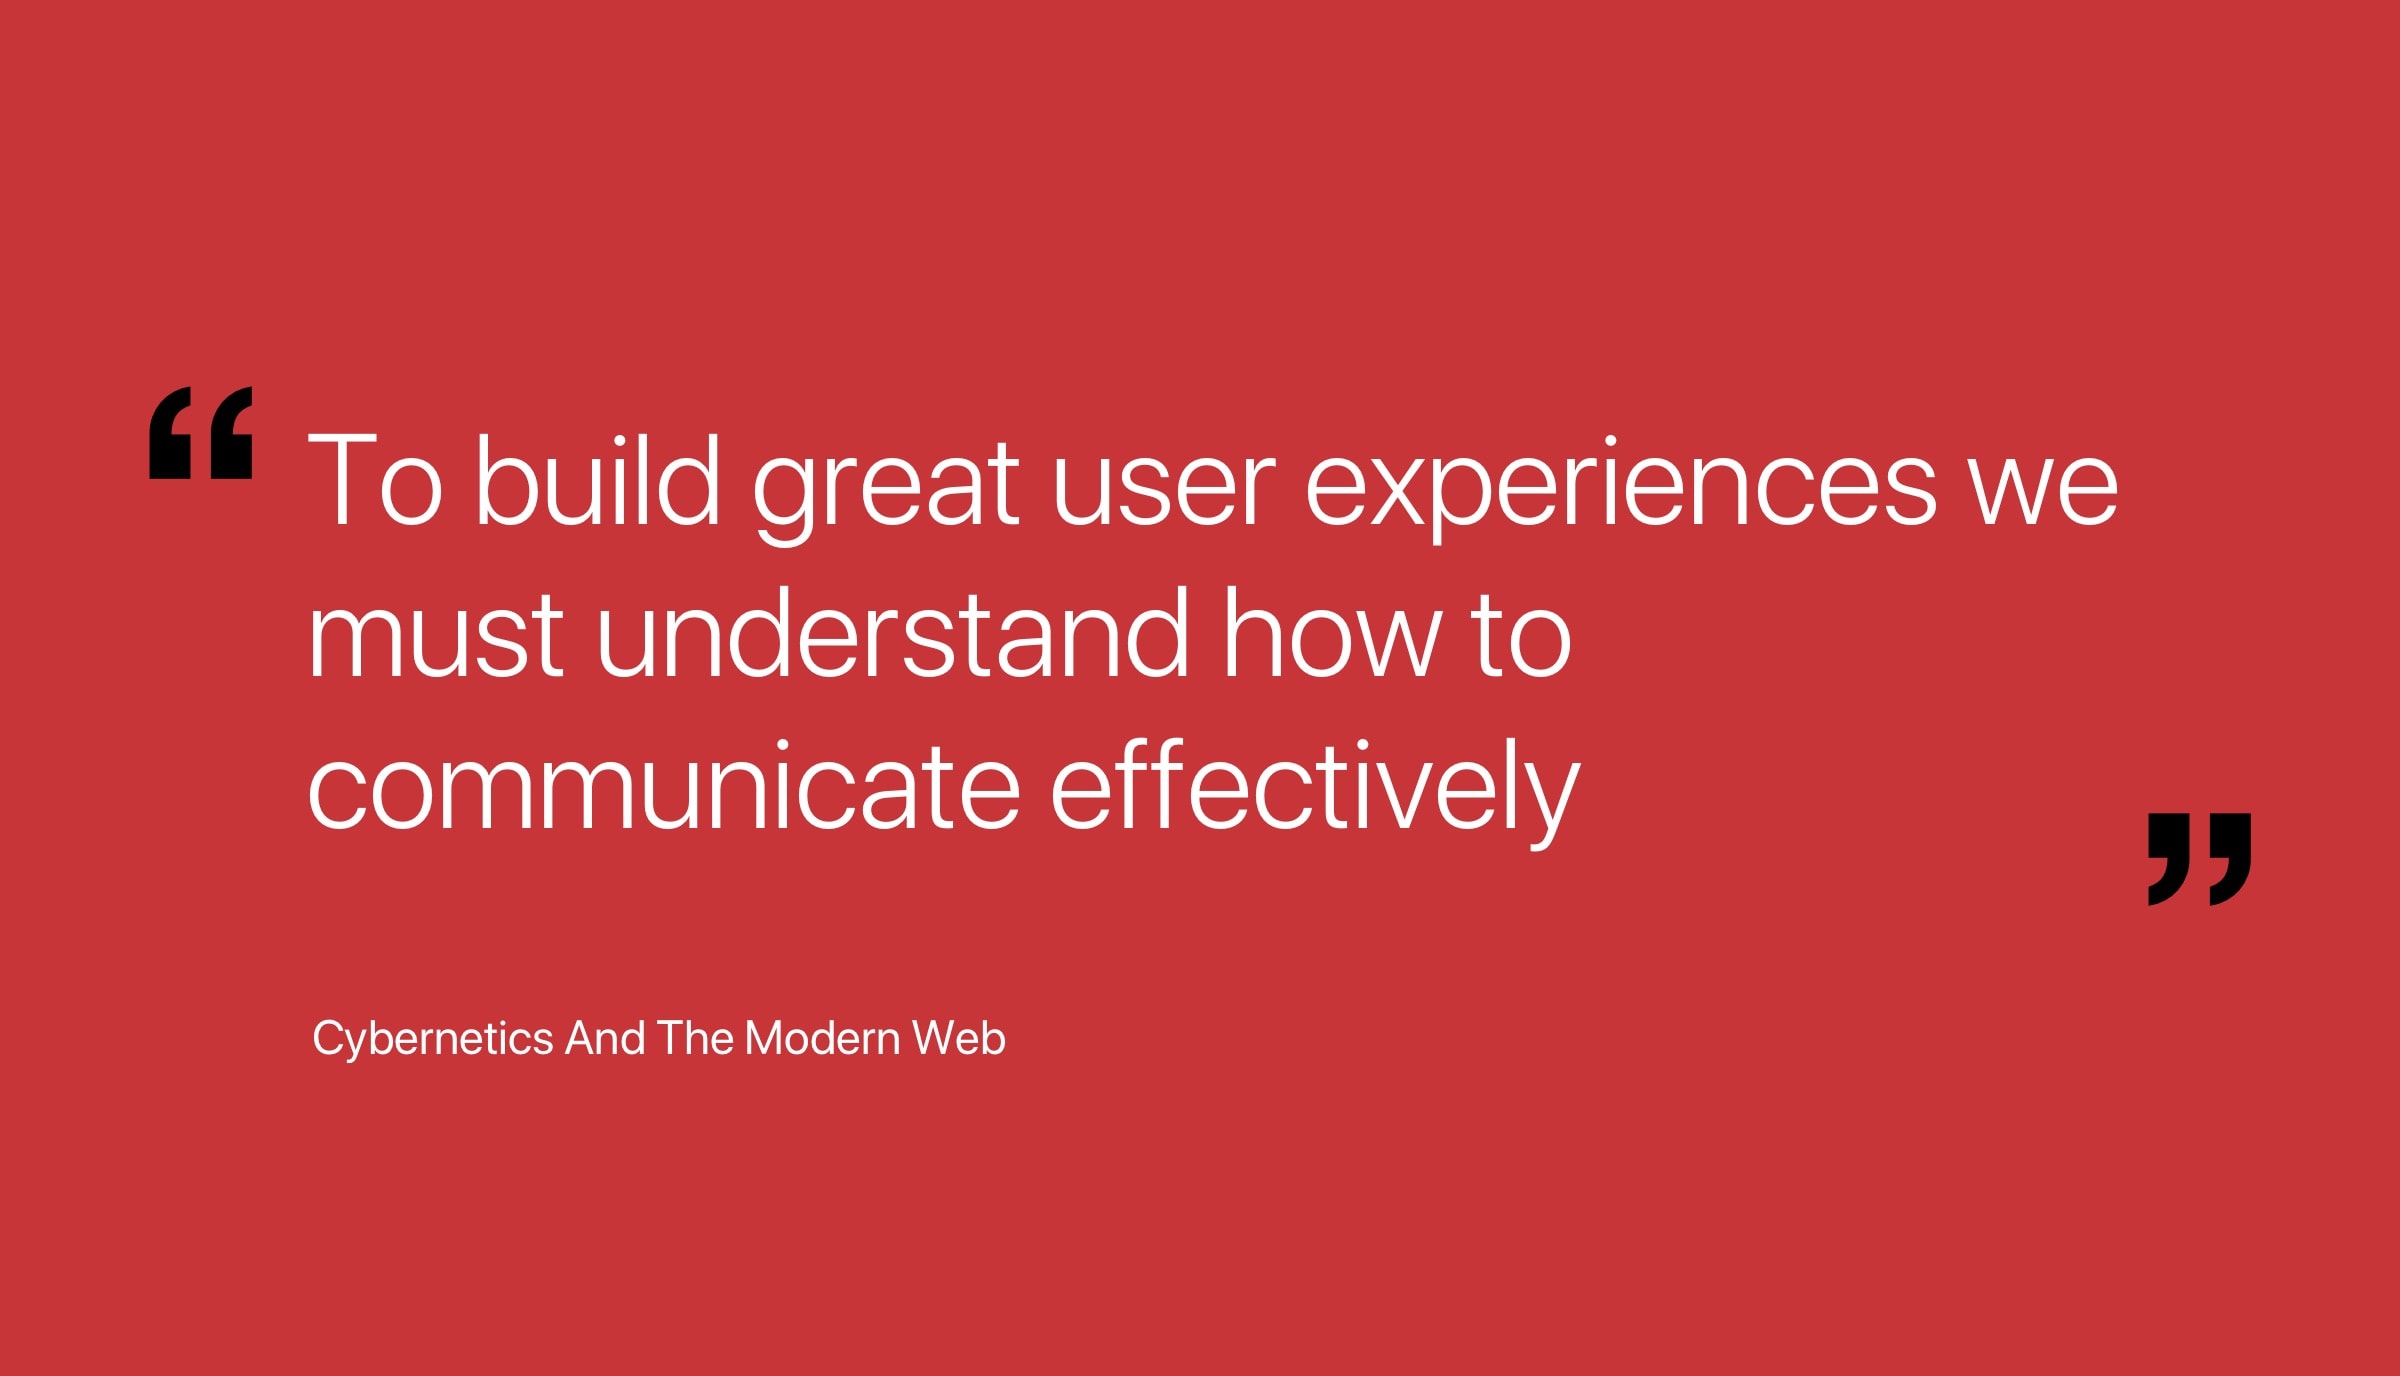 “To build great user experiences we
must understand how to
communicate effectively”
Cybernetics And The Modern Web